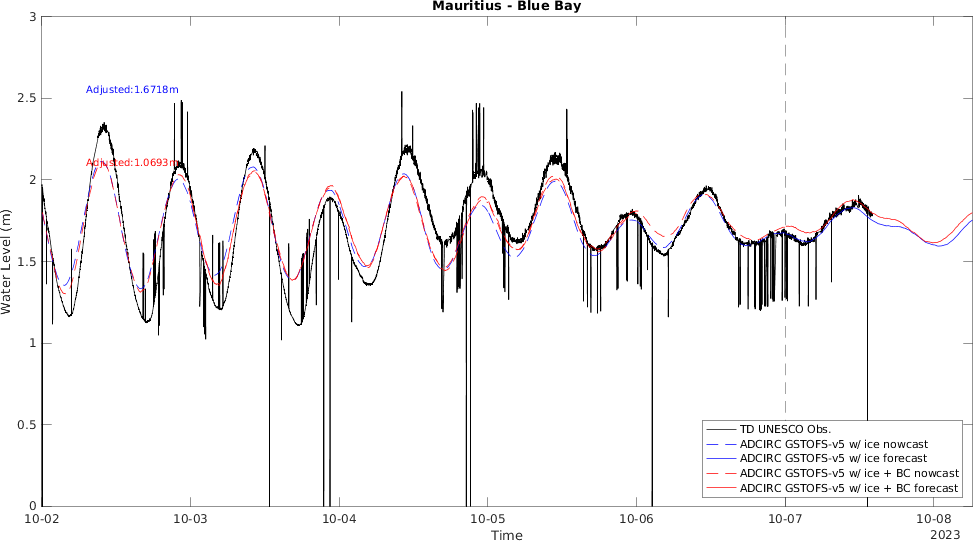 Mauritius - Blue Bay
3
2.5
2
1.5
1
0.5
0
Water Level (m)
Adjusted:1.6718m
Adjusted:1.0693m
TD UNESCO Obs.
ADCIRC GSTOFS-v5 w/ ice nowcast
ADCIRC GSTOFS-v5 w/ ice forecast
ADCIRC GSTOFS-v5 w/ ice + BC nowcast
ADCIRC GSTOFS-v5 w/ ice + BC forecast
10-02 10-03 10-04 10-05 10-06 10-07 10-08
Time
2023